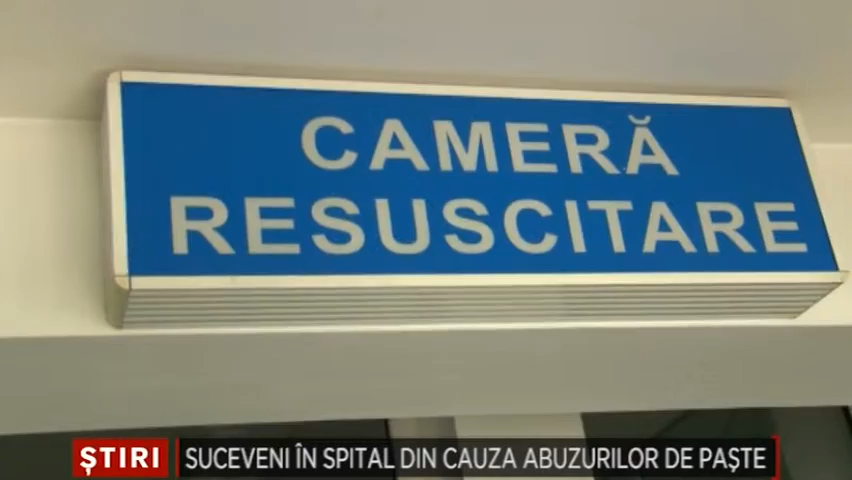 CAMERĂ
RESUSCITARE
ȘTIRI SUCEVENI ÎN SPITAL DIN CAUZA ABUZURILOR DE PAȘTE